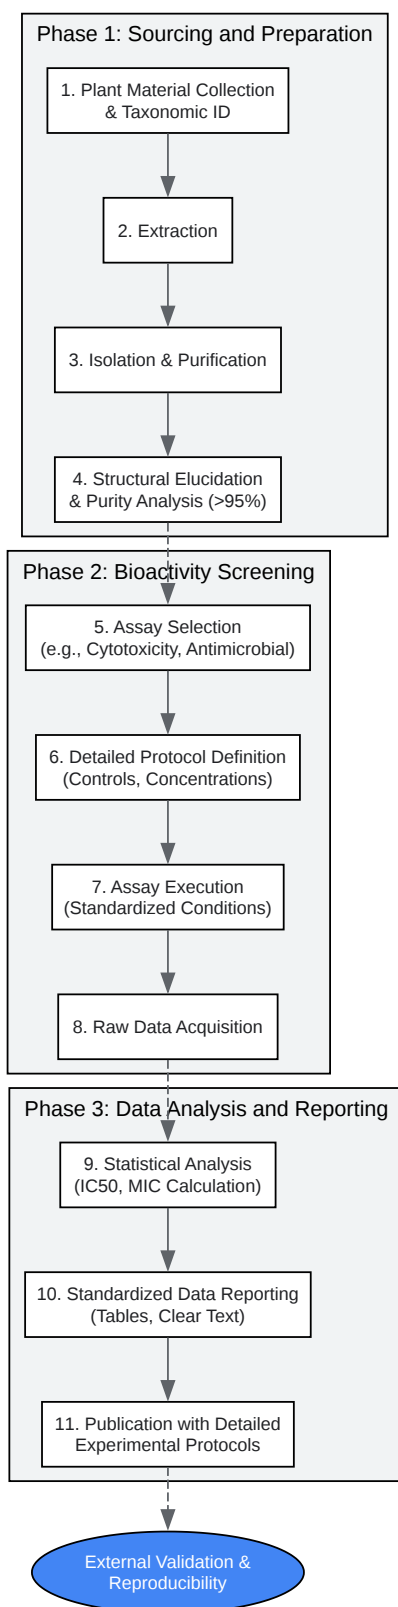 Phase 1: Sourcing and Preparation
1. Plant Material Collection
& Taxonomic ID
2. Extraction
3. Isolation & Purification
4. Structural Elucidation
& Purity Analysis (>95%)
Phase 2: Bioactivity Screening
5. Assay Selection
(e.g., Cytotoxicity, Antimicrobial)
6. Detailed Protocol Definition
(Controls, Concentrations)
7. Assay Execution
(Standardized Conditions)
8. Raw Data Acquisition
Phase 3: Data Analysis and Reporting
9. Statistical Analysis
(IC50, MIC Calculation)
10. Standardized Data Reporting
(Tables, Clear Text)
11. Publication with Detailed
Experimental Protocols
External Validation &
Reproducibility